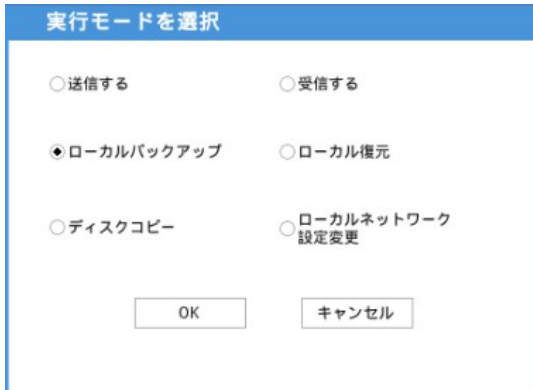 実行モードを選択
送信する
受信する
ローカルバックアップ
ローカル復元
ディスクコピー
ローカルネットワーク
設定変更
OK
キャンセル